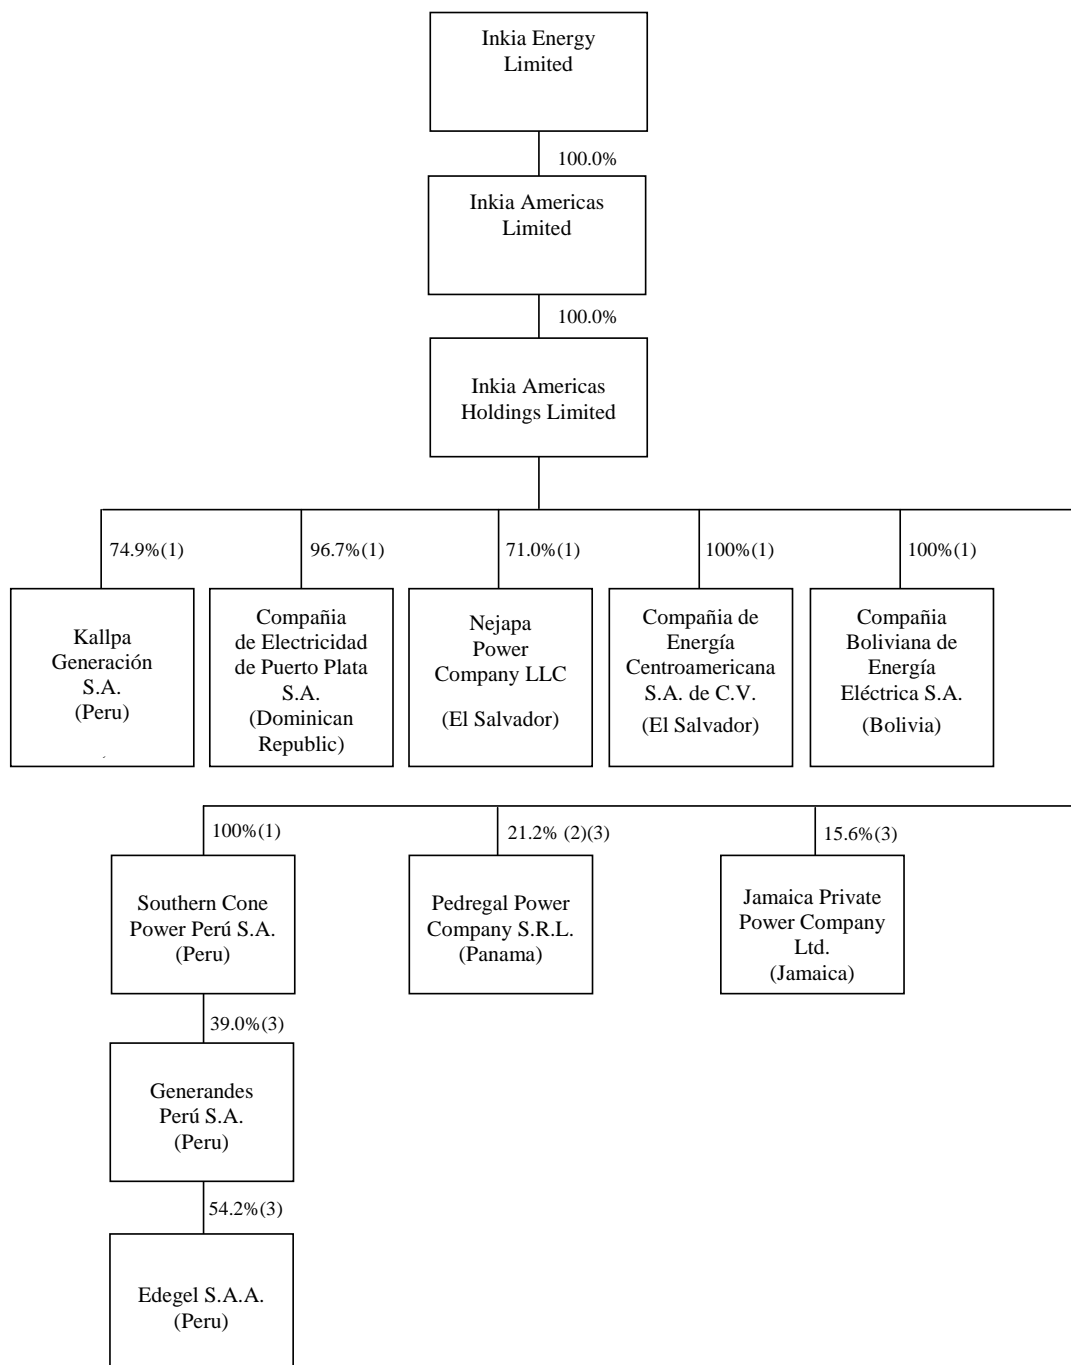 Inkia Energy
Limited
100.0%
Inkia Americas
Limited
100.0%
Inkia Americas
Holdings Limited
74.9%(1)
96.7%(1)
71.0%(1)
100%(1)
100%(1)
Kallpa
Generación
S.A.
(Peru)
Compañia
de Electricidad
de Puerto Plata
S.A.
(Dominican
Republic)
Nejapa
Power
Company LLC
(El Salvador)
Compañia de
Energía
Centroamericana
S.A. de C.V.
(El Salvador)
Compañia
Boliviana de
Energía
Eléctrica S.A.
(Bolivia)
100%(1)
21.2% (2)(3)
15.6%(3)
Southern Cone
Power Perú S.A.
(Peru)
Pedregal Power
Company S.R.L.
(Panama)
Jamaica Private
Power Company
Ltd.
(Jamaica)
39.0%(3)
Generandes
Perú S.A.
(Peru)
54.2%(3)
Edegel S.A.A.
(Peru)